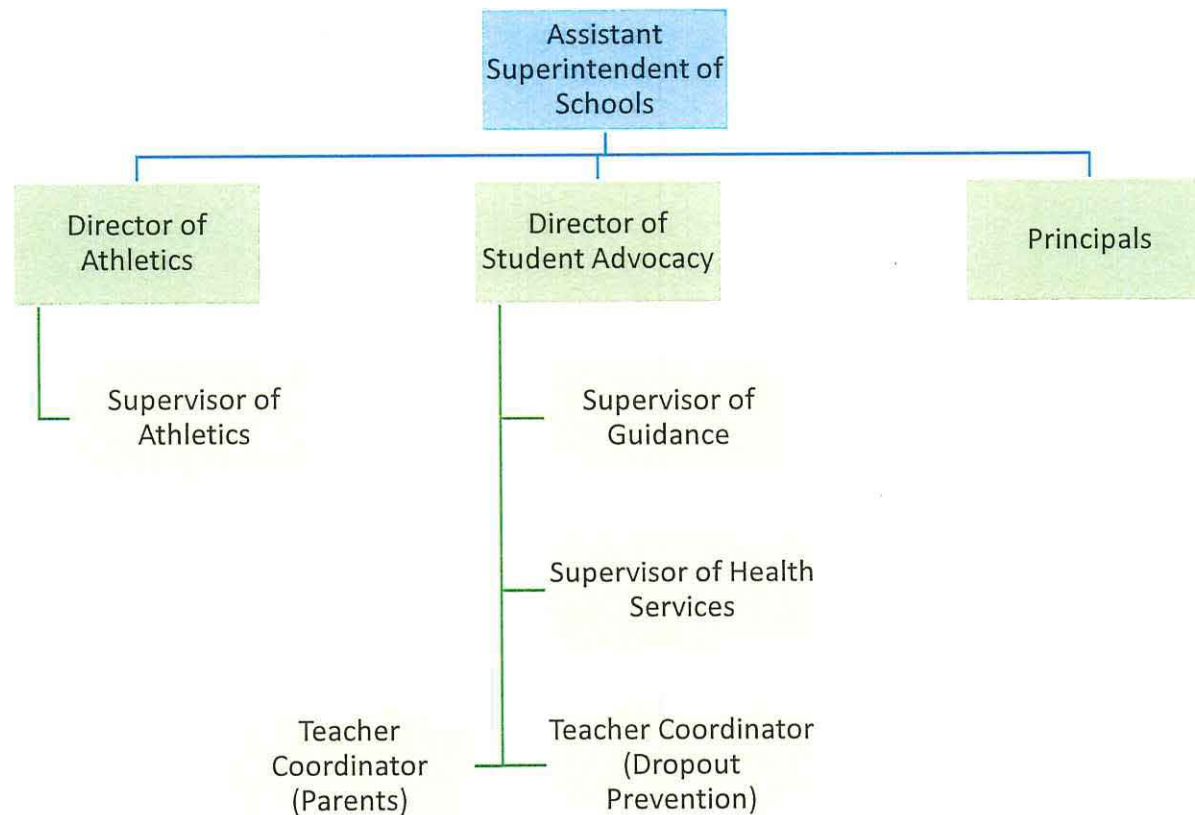 Assistant
Superintendent of
Schools
Director of
Athletics
Director of
Student Advocacy
Principals
Supervisor of
Athletics
Supervisor of
Guidance
Supervisor of Health
Services
Teacher
Coordinator
(Parents)
Teacher Coordinator
(Dropout
Prevention)